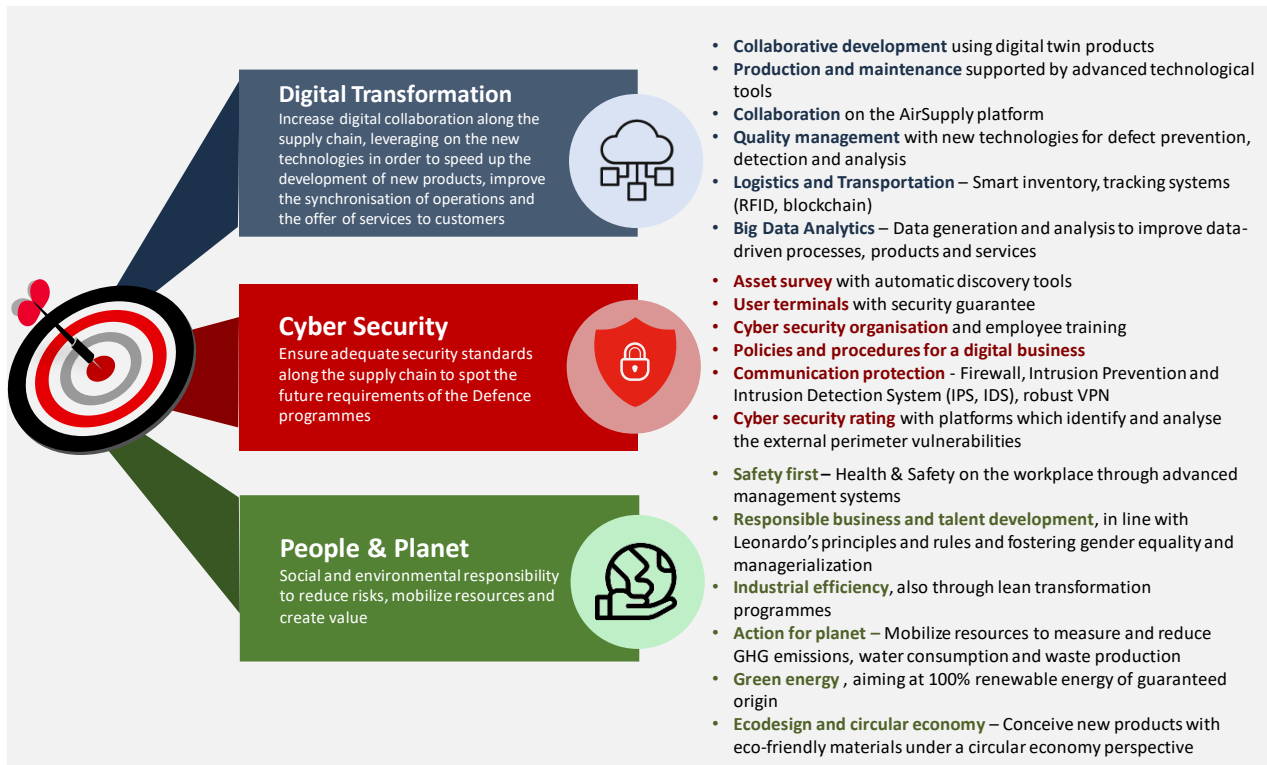 Digital Transformation
Increase digital collaboration along the
supply chain, leveraging on the new
technologies in order to speed up the
development of new products, improve
the synchronisation of operations and
the offer of services to customers
• Collaborative development using digital twin products
• Production and maintenance supported by advanced technological
tools
• Collaboration on the AirSupply platform
• Quality management with new technologies for defect prevention,
detection and analysis
• Logistics and Transportation – Smart inventory, tracking systems
(RFID, blockchain)
• Big Data Analytics – Data generation and analysis to improve data-
driven processes, products and services
Cyber Security
Ensure adequate security standards
along the supply chain to spot the
future requirements of the Defence
programmes
• Asset survey with automatic discovery tools
• User terminals with security guarantee
• Cyber security organisation and employee training
• Policies and procedures for a digital business
• Communication protection - Firewall, Intrusion Prevention and
Intrusion Detection System (IPS, IDS), robust VPN
• Cyber security rating with platforms which identify and analyse
the external perimeter vulnerabilities
People & Planet
Social and environmental responsibility
to reduce risks, mobilize resources and
create value
• Safety first – Health & Safety on the workplace through advanced
management systems
• Responsible business and talent development, in line with
Leonardo's principles and rules and fostering gender equality and
managerialization
• Industrial efficiency, also through lean transformation
programmes
• Action for planet – Mobilize resources to measure and reduce
GHG emissions, water consumption and waste production
• Green energy , aiming at 100% renewable energy of guaranteed
origin
• Ecodesign and circular economy – Conceive new products with
eco-friendly materials under a circular economy perspective